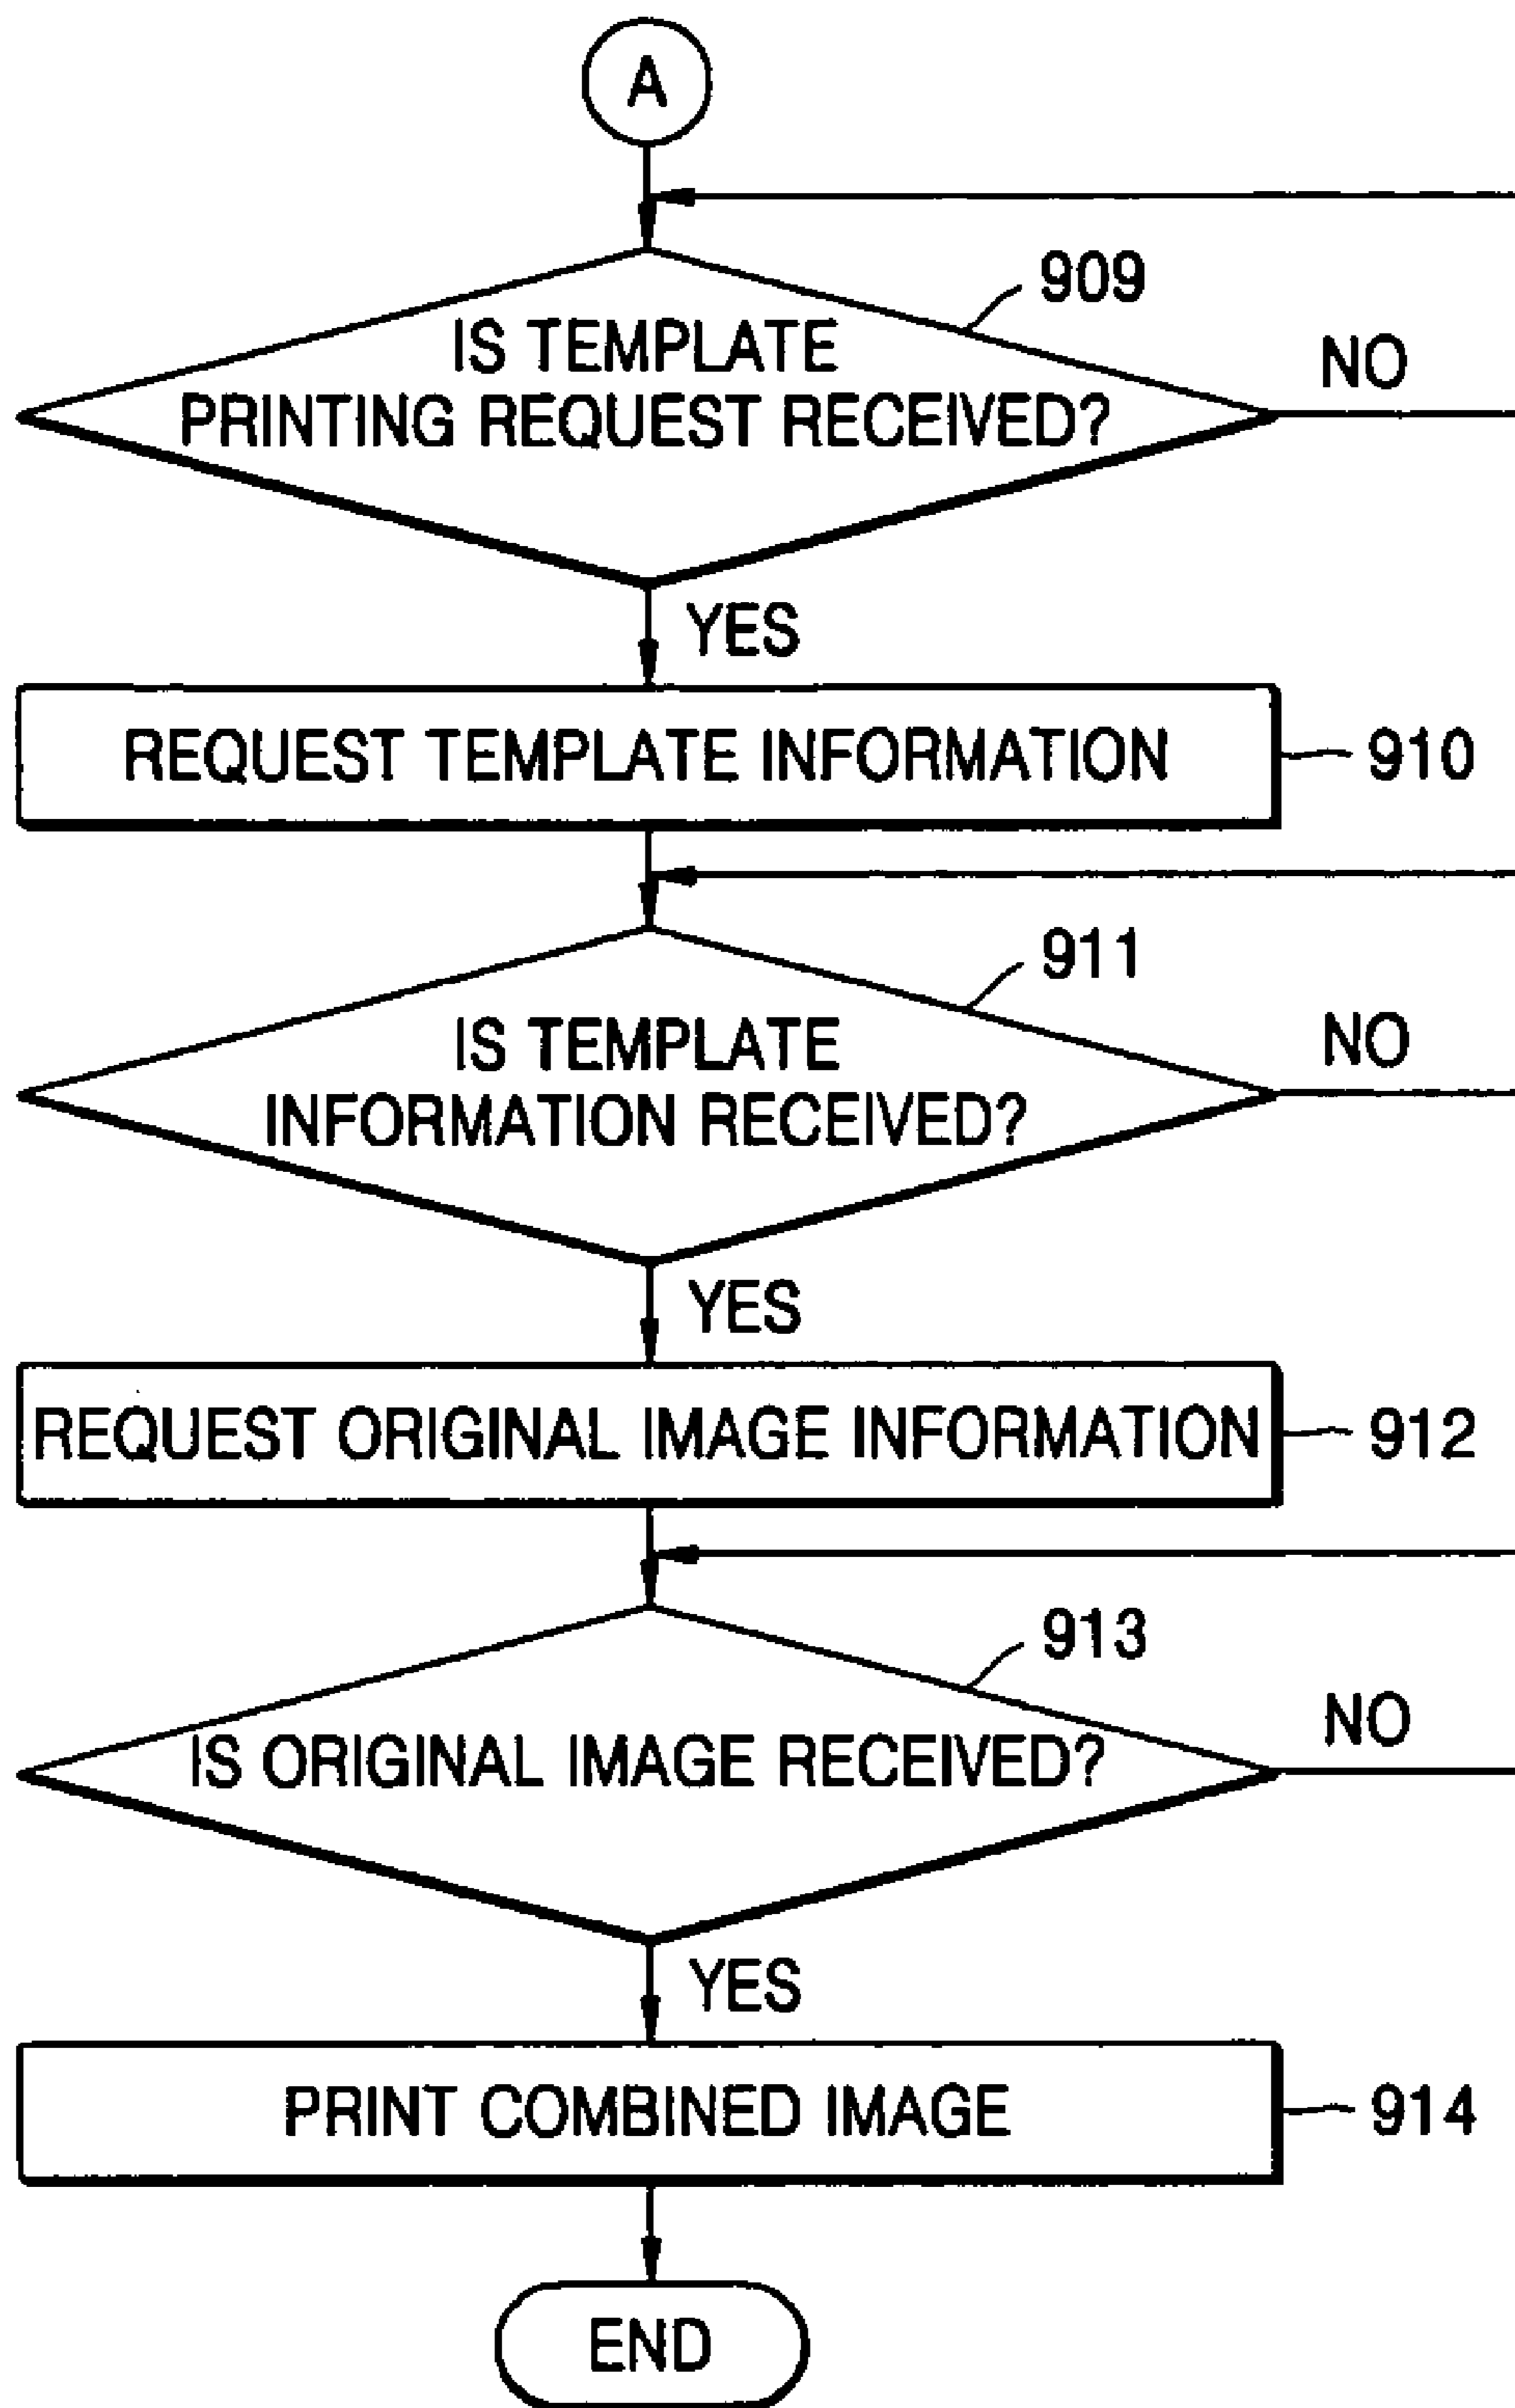 A
909
IS TEMPLATE
PRINTING REQUEST RECEIVED?
NO
YES
REQUEST TEMPLATE INFORMATION
910
911
IS TEMPLATE
INFORMATION RECEIVED?
NO
YES
REQUEST ORIGINAL IMAGE INFORMATION
912
913
IS ORIGINAL IMAGE RECEIVED?
NO
YES
PRINT COMBINED IMAGE
914
END